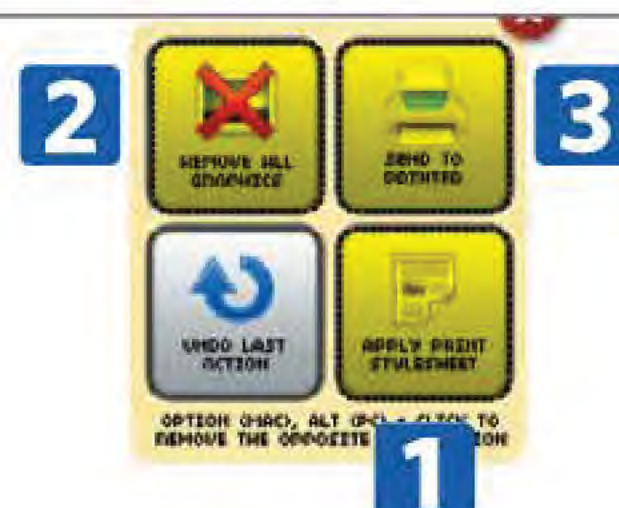 2
3
REMOVE ALL
GRAPHICS
SEND TO
PRINTER
UNDO LAST
ACTION
APPLY PRINT
STYLESHEET
OPTION (MAC), ALT (PC) + CLICK TO
REMOVE THE OPPOSITE
1